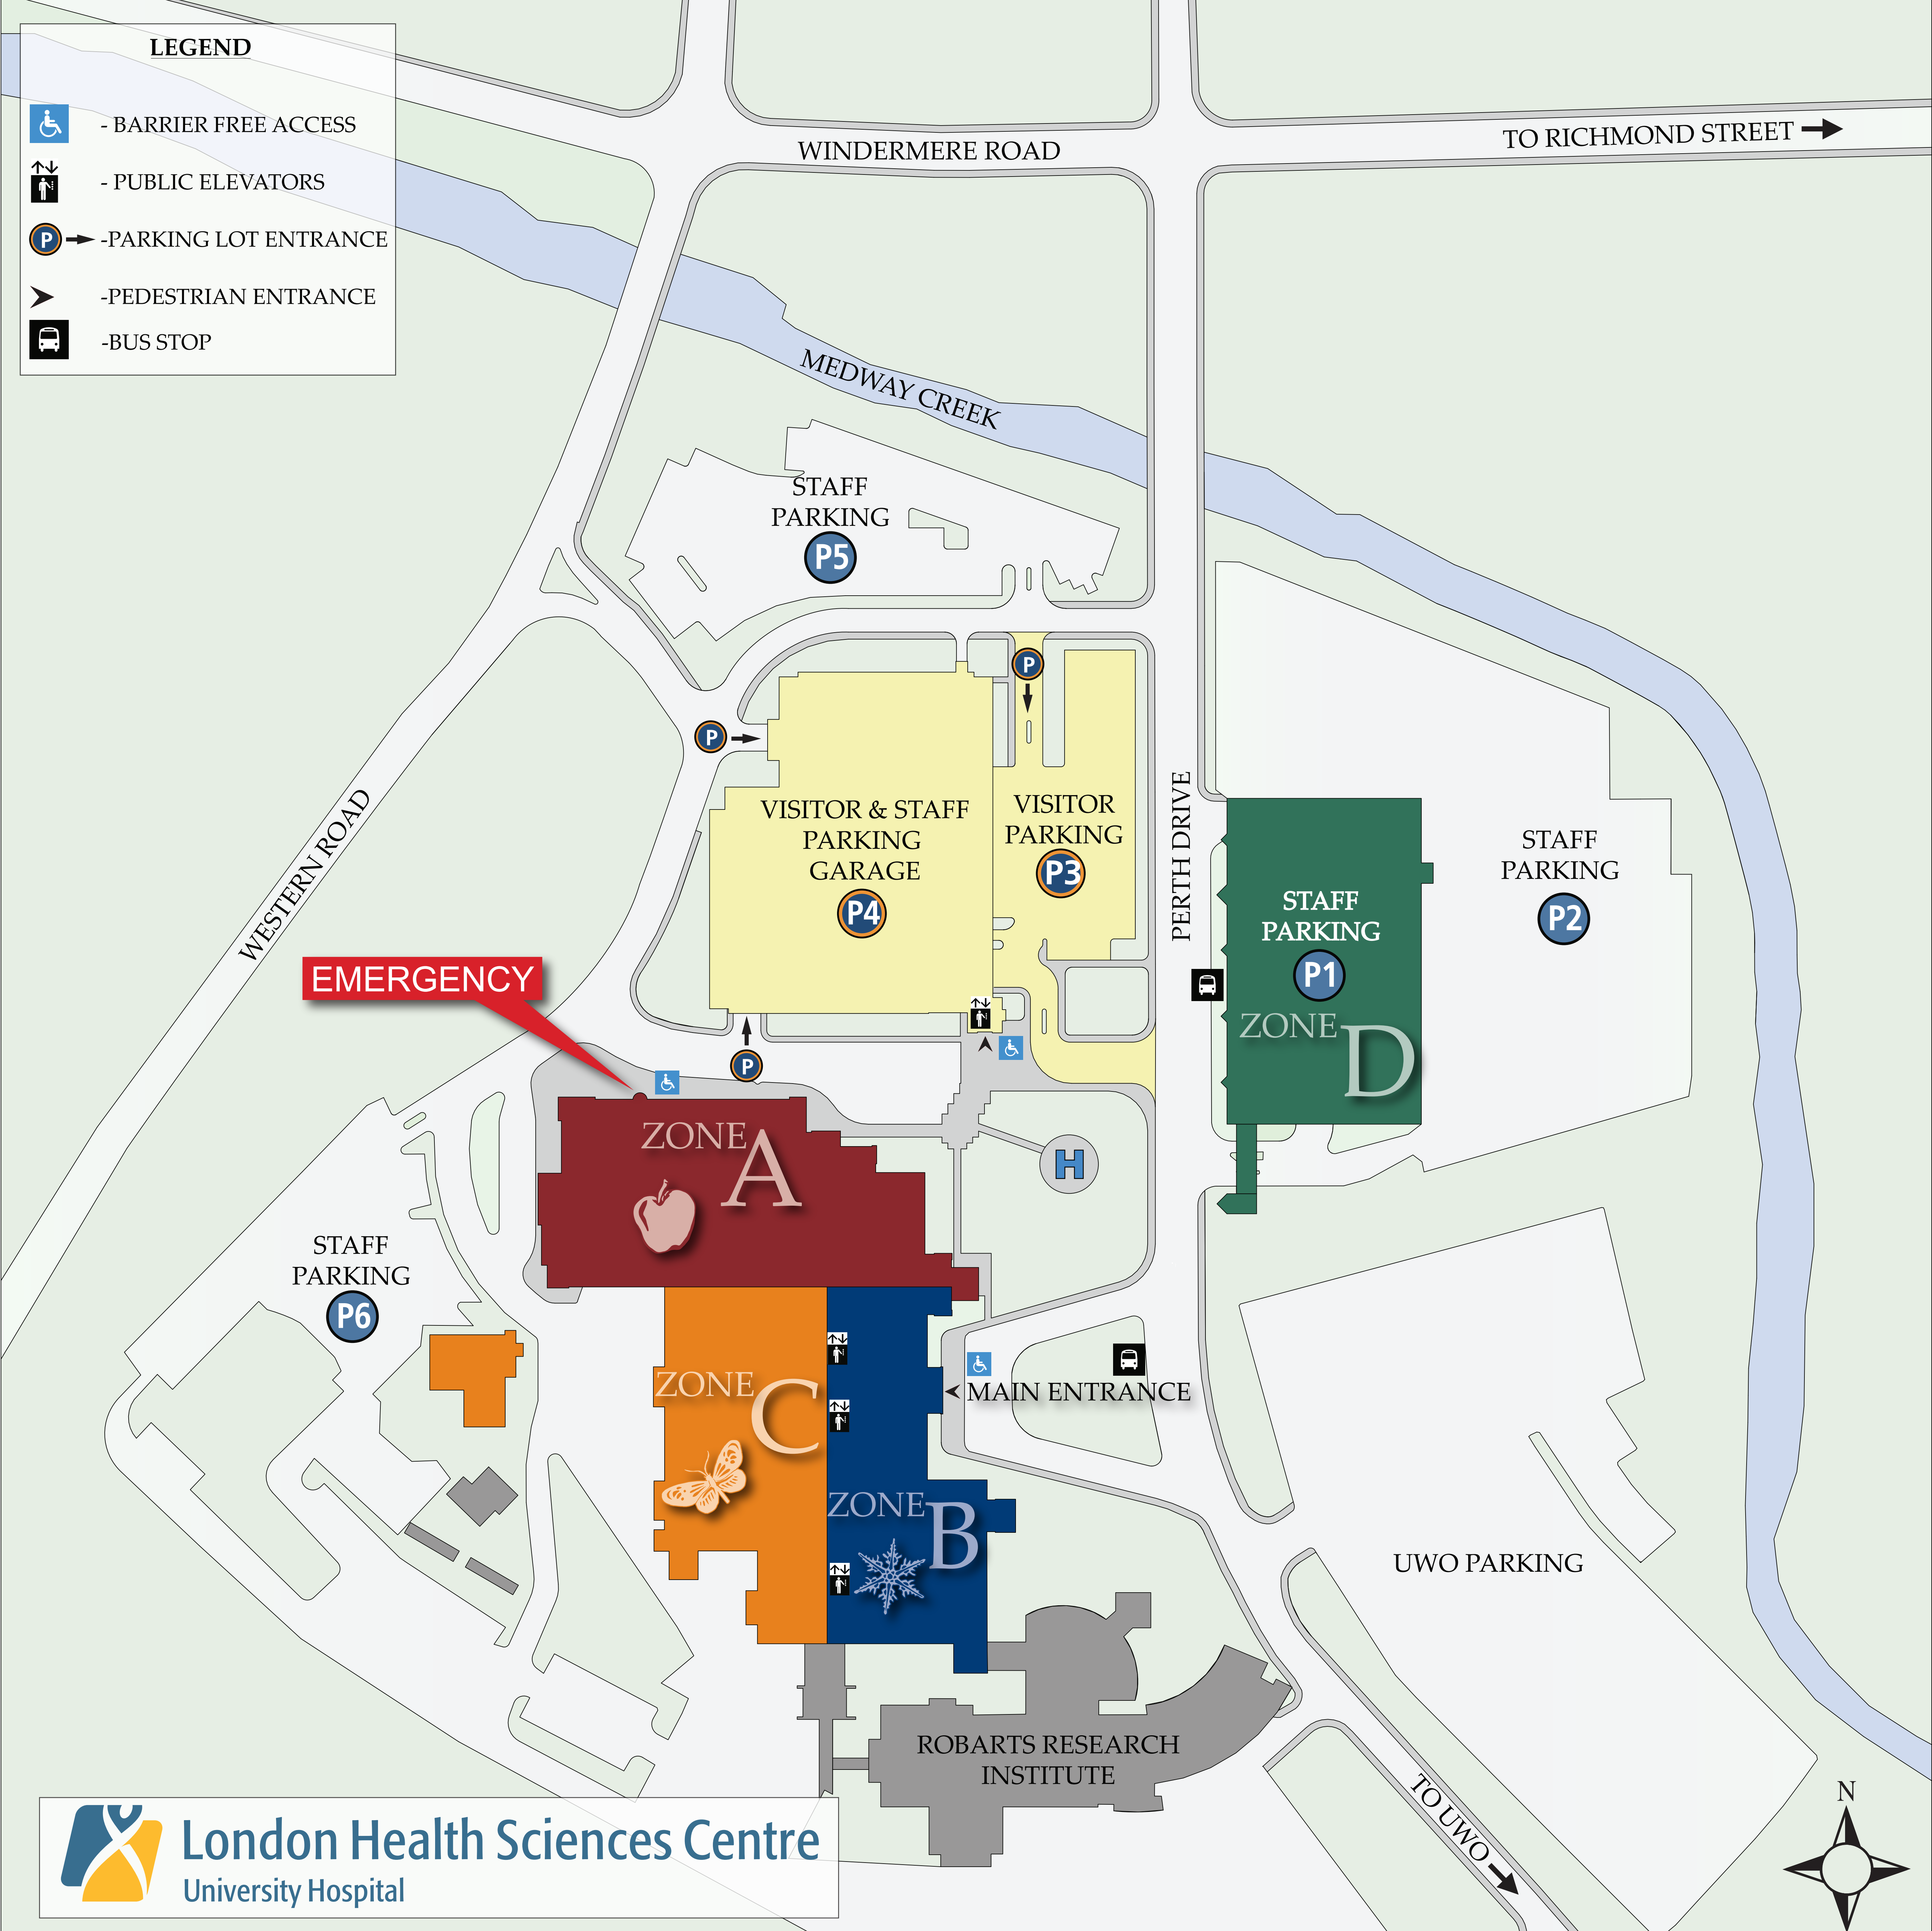 LEGEND
- BARRIER FREE ACCESS
- PUBLIC ELEVATORS
P -PARKING LOT ENTRANCE
-PEDESTRIAN ENTRANCE
-BUS STOP
WINDERMERE ROAD
TO RICHMOND STREET
MEDWAY CREEK
STAFF
PARKING
P5
P
P
VISITOR & STAFF
PARKING
GARAGE
P4
VISITOR
PARKING
P3
PERTH DRIVE
STAFF
PARKING
P1
ZONE D
STAFF
PARKING
P2
WESTERN ROAD
EMERGENCY
P
ZONE A
H
STAFF
PARKING
P6
ZONE C
MAIN ENTRANCE
ZONE B
UWO PARKING
ROBARTS RESEARCH
INSTITUTE
TO UWO
N
London Health Sciences Centre
University Hospital